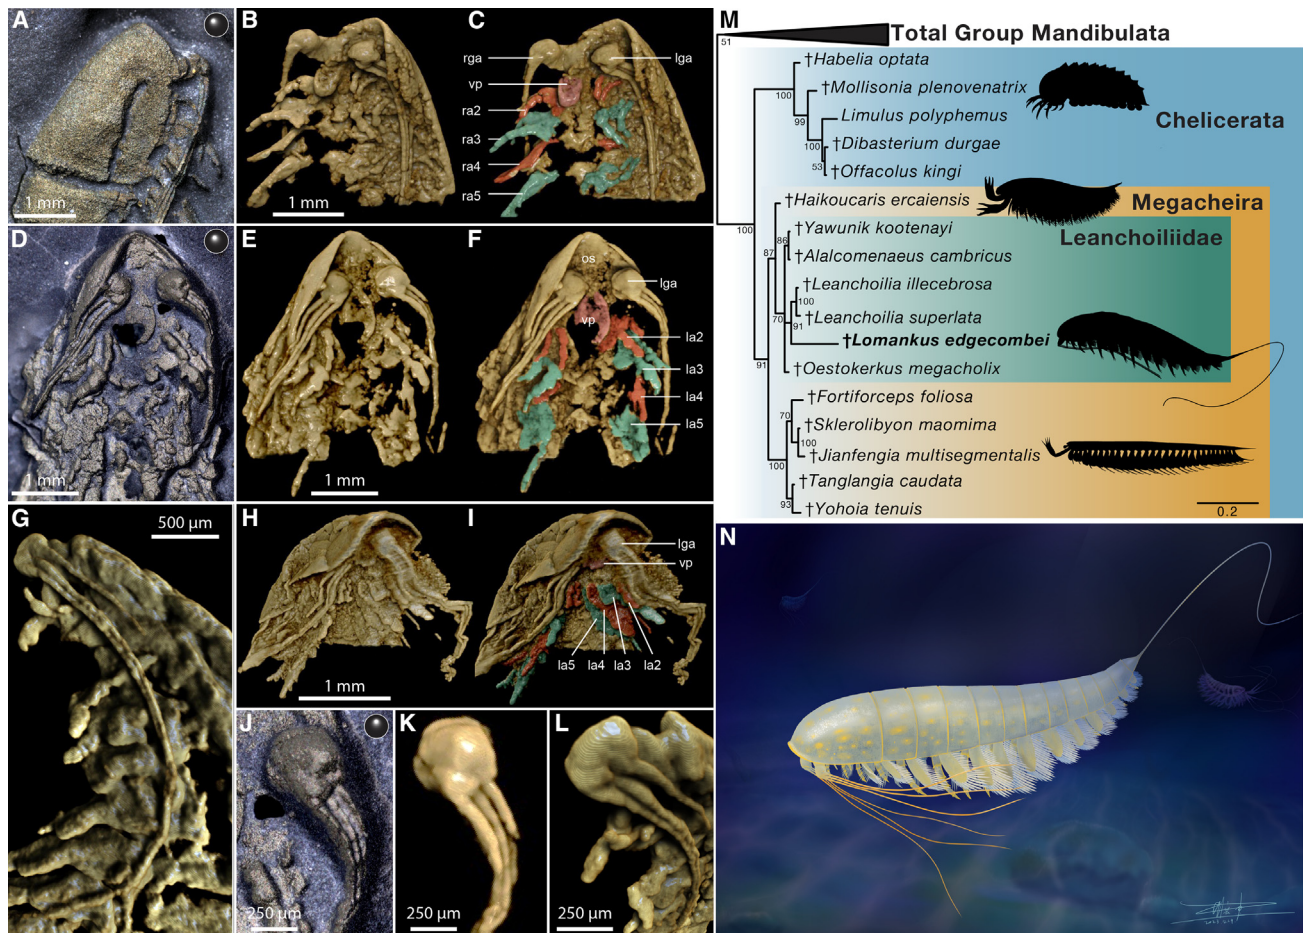 A
1 mm
B
1 mm
C
rga
lga
vp
ra2
ra3
ra4
ra5
D
1 mm
E
1 mm
F
os
lga
vp
la2
la3
la4
la5
G
500 µm
H
1 mm
I
lga
vp
la5 la4 la3 la2
J
250 µm
K
250 µm
L
250 µm
M
Total Group Mandibulata
51
†Habelia optata
100
†Mollisonia plenovenatrix
99
Limulus polyphemus
Chelicerata
100
†Dibasterium durgae
53
†Offacolus kingi
†Haikoucaris ercaiensis
Megacheira
100
†Yawunik kootenayi
Leanchoiliidae
86
87
†Alalcomenaeus cambricus
†Leanchoilia illecebrosa
100
†Leanchoilia superlata
70
91
†Lomankus edgecombei
91
†Oestokerkus megacholix
†Fortiforceps foliosa
70
†Sklerolibyon maomima
100
†Jianfengia multisegmentalis
100
†Tanglangia caudata
93
†Yohoia tenuis
0.2
N